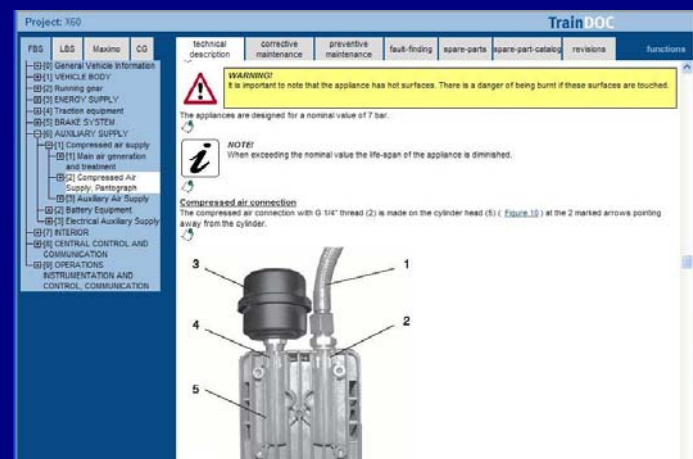 Project: X60
TrainDOC
FBS LBS Maximo CG
technical description
corrective maintenance
preventive maintenance
fault-finding
spare-parts
spare-part-catalog
revisions
functions
[0] General Vehicle Information
[1] VEHICLE BODY
[2] Running gear
[3] ENERGY SUPPLY
[4] Traction equipment
[5] BRAKE SYSTEM
[6] AUXILIARY SUPPLY
[1] Compressed air supply
[1] Main air generation
and treatment
[2] Compressed Air
Supply, Pantograph
[3] Auxiliary Air Supply
[2] Battery Equipment
[3] Electrical Auxiliary Supply
[7] INTERIOR
[8] CENTRAL CONTROL AND
COMMUNICATION
[9] OPERATIONS
INSTRUMENTATION AND
CONTROL, COMMUNICATION
WARNING!
It is important to note that the appliance has hot surfaces. There is a danger of being burnt if these surfaces are touched.
The appliances are designed for a nominal value of 7 bar.
NOTE!
When exceeding the nominal value the life-span of the appliance is diminished.
Compressed air connection
The compressed air connection with G 1/4" thread (2) is made on the cylinder head (5) ( Figure 10 ) at the 2 marked arrows pointing
away from the cylinder.
3
1
4
2
5